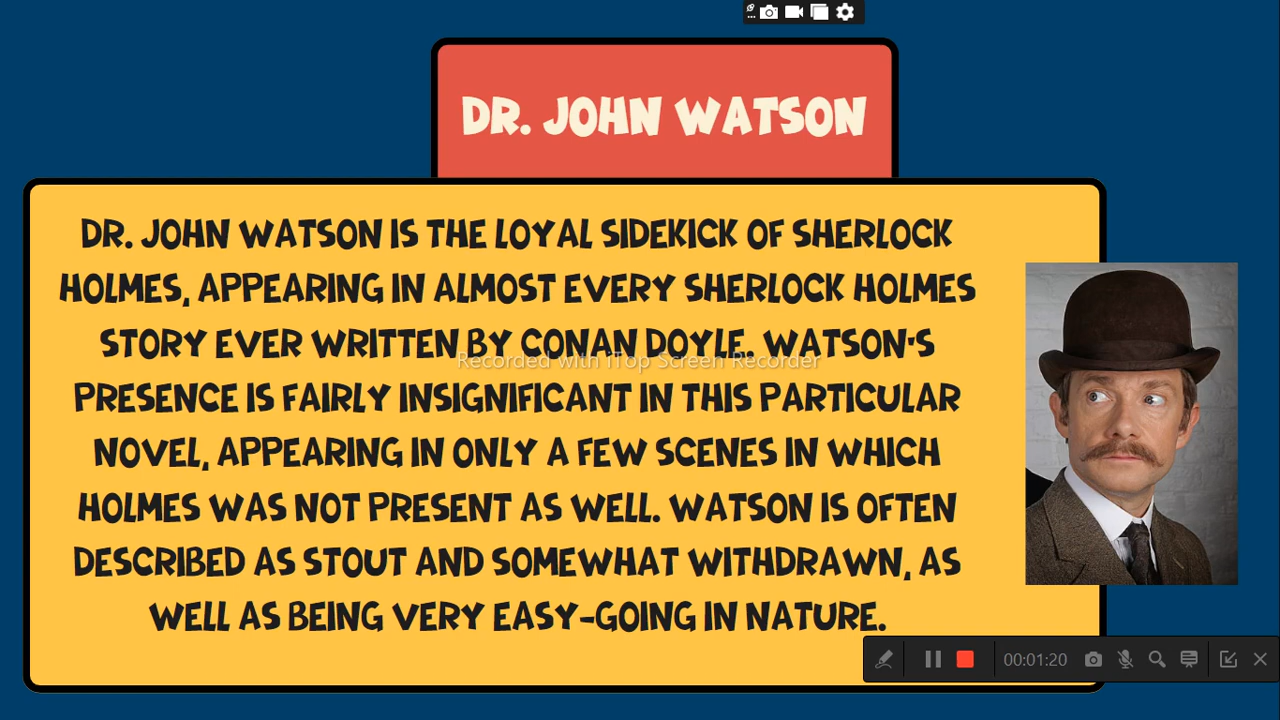 DR. JOHN WATSON
DR. JOHN WATSON IS THE LOYAL SIDEKICK OF SHERLOCK
HOLMES, APPEARING IN ALMOST EVERY SHERLOCK HOLMES
STORY EVER WRITTEN BY CONAN DOYLE. WATSON'S
Recorded with iTop Screen Recorder
PRESENCE IS FAIRLY INSIGNIFICANT IN THIS PARTICULAR
NOVEL, APPEARING IN ONLY A FEW SCENES IN WHICH
HOLMES WAS NOT PRESENT AS WELL. WATSON IS OFTEN
DESCRIBED AS STOUT AND SOMEWHAT WITHDRAWN, AS
WELL AS BEING VERY EASY-GOING IN NATURE.
00:01:20